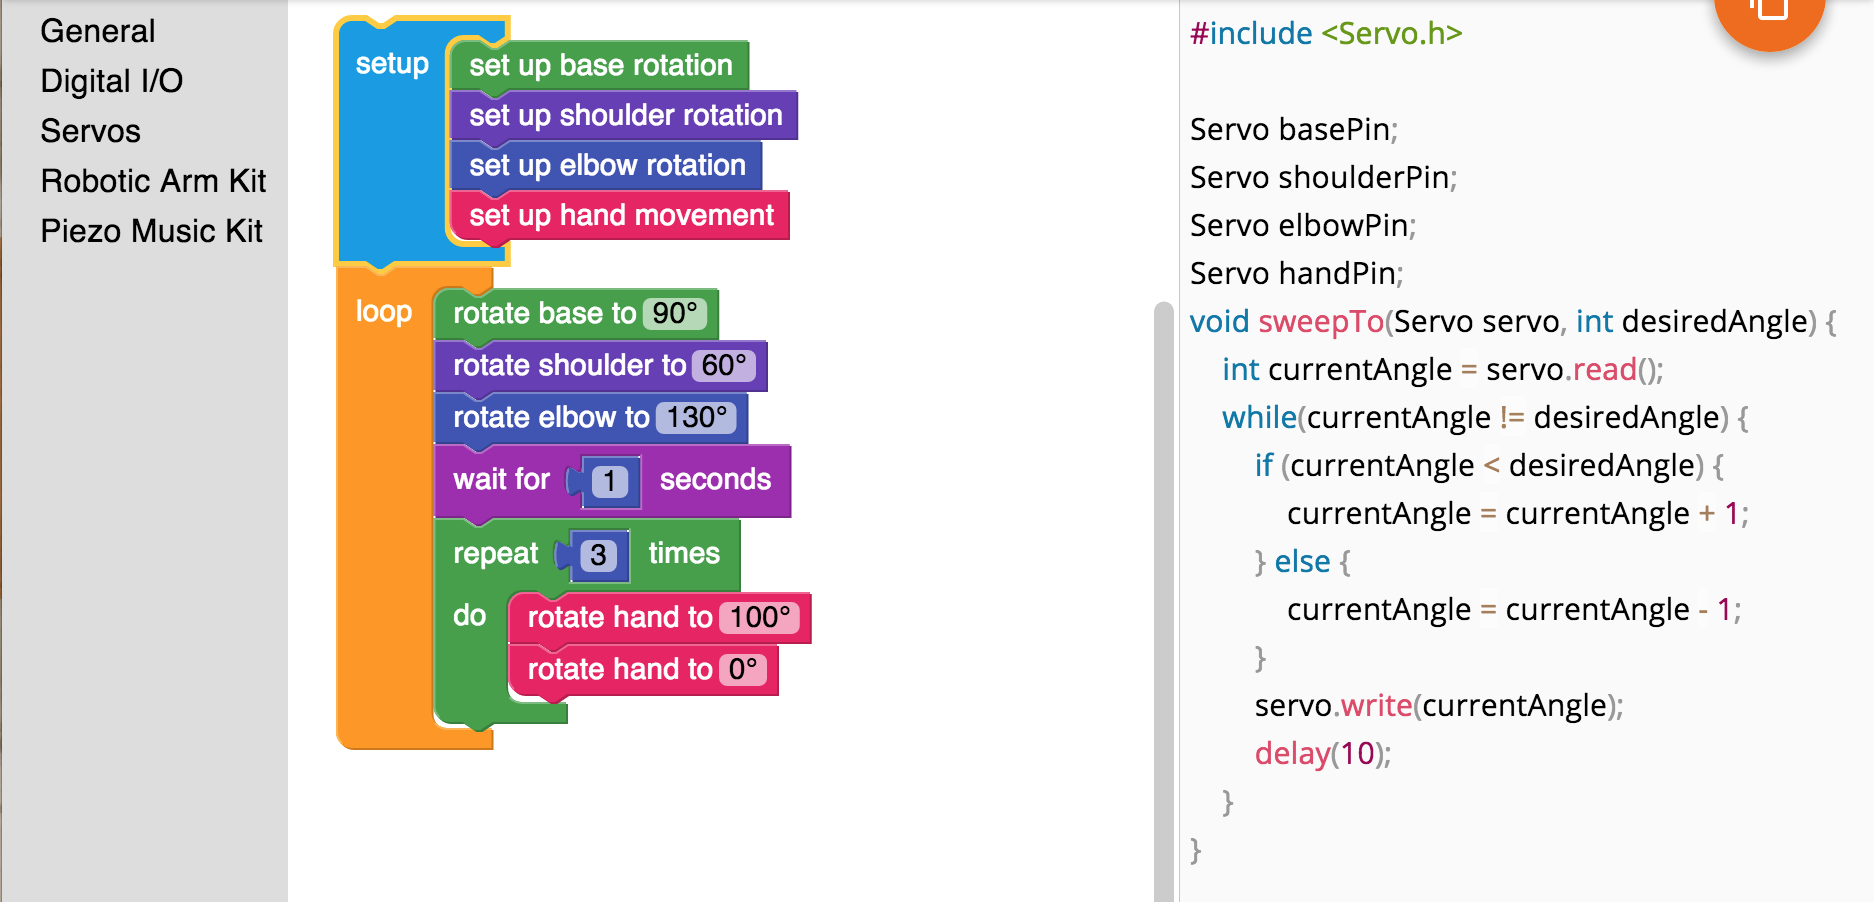 General
Digital I/O
Servos
Robotic Arm Kit
Piezo Music Kit
setup
set up base rotation
set up shoulder rotation
set up elbow rotation
set up hand movement
loop
rotate base to 90°
rotate shoulder to 60°
rotate elbow to 130°
wait for 1 seconds
repeat 3 times
do
rotate hand to 100°
rotate hand to 0°
#include <Servo.h>
Servo basePin;
Servo shoulderPin;
Servo elbowPin;
Servo handPin;
void sweepTo(Servo servo, int desiredAngle) {
int currentAngle = servo.read();
while(currentAngle != desiredAngle) {
if (currentAngle < desiredAngle) {
currentAngle = currentAngle + 1;
} else {
currentAngle = currentAngle - 1;
}
servo.write(currentAngle);
delay(10);
}
}